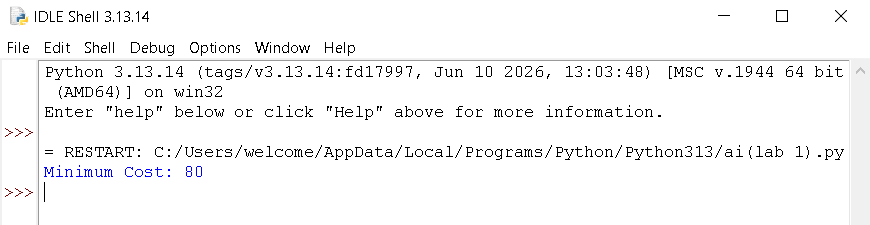 IDLE Shell 3.13.14
File Edit Shell Debug Options Window Help
Python 3.13.14 (tags/v3.13.14:fd17997, Jun 10 2026, 13:03:48) [MSC v.1944 64 bit
(AMD64)] on win32
Enter "help" below or click "Help" above for more information.
>>>
= RESTART: C:/Users/welcome/AppData/Local/Programs/Python/Python313/ai(lab 1).py
Minimum Cost: 80
>>>